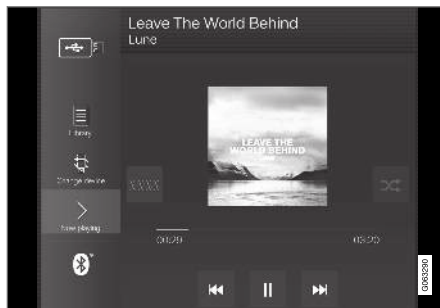 Leave The World Behind
Lune
Library
Change device
Now playing
LEAVE THE
WORLD BEHIND
XXXX
00:29
03:20
G063290